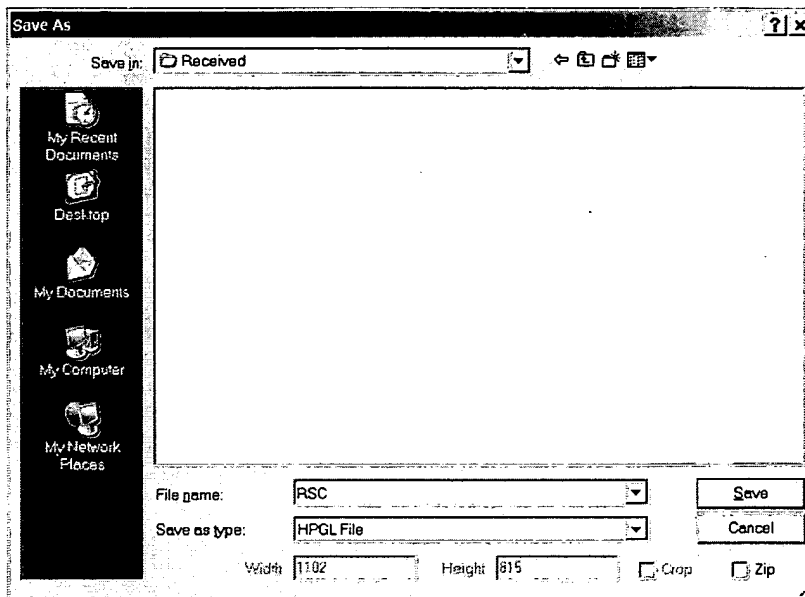 Save As
Save in: Received
My Recent
Documents
Desktop
My Documents
My Computer
My Network
Places
File name: RSC Save
Save as type: HPGL File Cancel
Width 1102 Height 815 Crop Zip